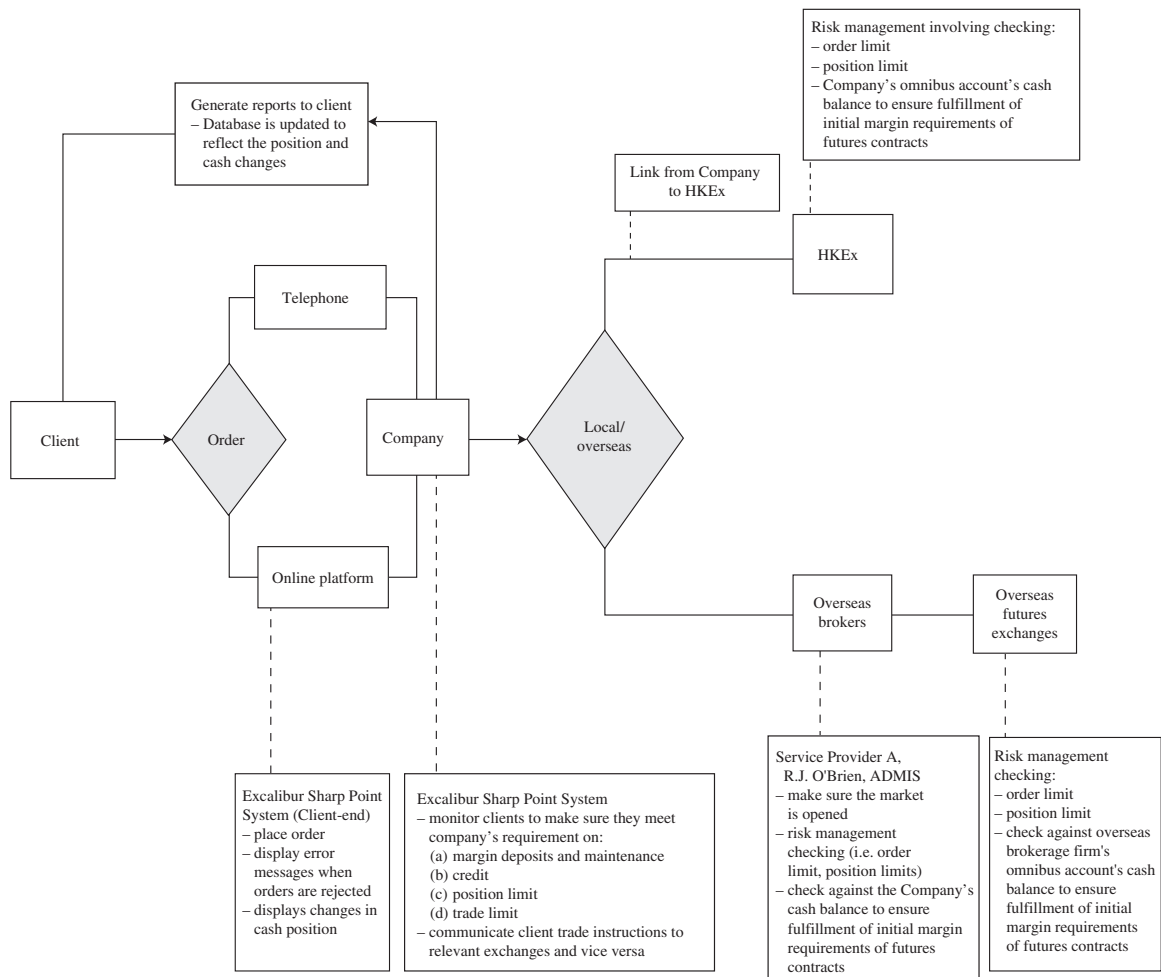 Risk management involving checking:
– order limit
– position limit
– Company’s omnibus account’s cash
balance to ensure fulfillment of
initial margin requirements of
futures contracts
Generate reports to client
– Database is updated to
reflect the position and
cash changes
Link from Company
to HKEx
HKEx
Telephone
Client
Order
Company
Local/
overseas
Online platform
Overseas
brokers
Overseas
futures
exchanges
Excalibur Sharp Point
System (Client-end)
– place order
– display error
messages when
orders are rejected
– displays changes in
cash position
Excalibur Sharp Point System
– monitor clients to make sure they meet
company’s requirement on:
(a) margin deposits and maintenance
(b) credit
(c) position limit
(d) trade limit
– communicate client trade instructions to
relevant exchanges and vice versa
Service Provider A,
R.J. O'Brien, ADMIS
– make sure the market
is opened
– risk management
checking (i.e. order
limit, position limits)
– check against the Company’s
cash balance to ensure
fulfillment of initial margin
requirements of futures
contracts
Risk management
checking:
– order limit
– position limit
– check against overseas
brokerage firm's
omnibus account's cash
balance to ensure
fulfillment of initial
margin requirements
of futures contracts